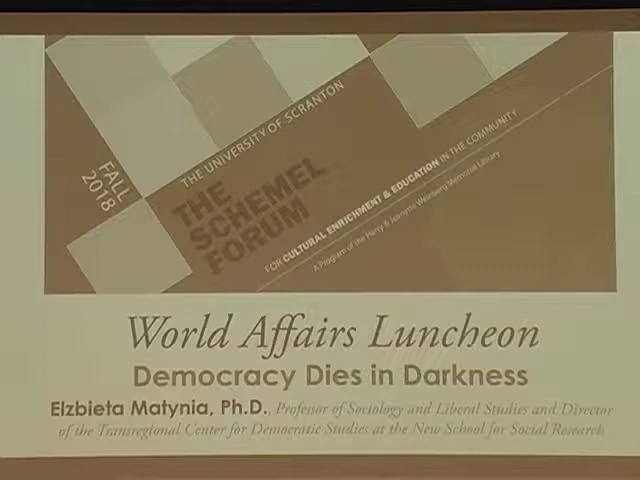 FALL
2018
THE UNIVERSITY OF SCRANTON
THE
SCHEMEL
FORUM
FOR CULTURAL ENRICHMENT & EDUCATION IN THE COMMUNITY
A Program of the Harry & Jeanette Weinberg Memorial Library
World Affairs Luncheon
Democracy Dies in Darkness
Elzbieta Matynia, Ph.D., Professor of Sociology and Liberal Studies and Director
of the Transregional Center for Democratic Studies at the New School for Social Research